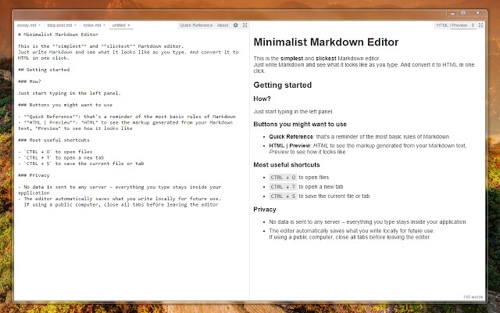 essay.md × blog-post.md × notes.md × untitled ×
Quick Reference About
HTML | Preview
# Minimalist Markdown Editor
This is the **simplest** and **slickest** Markdown editor.
Just write Markdown and see what it looks like as you type. And convert it to
HTML in one click.
## Getting started
### How?
Just start typing in the left panel.
### Buttons you might want to use
- **Quick Reference**: that's a reminder of the most basic rules of Markdown
- **HTML | Preview**: *HTML* to see the markup generated from your Markdown
text, *Preview* to see how it looks like
### Most useful shortcuts
- `CTRL + O` to open files
- `CTRL + T` to open a new tab
- `CTRL + S` to save the current file or tab
### Privacy
- No data is sent to any server – everything you type stays inside your
application
- The editor automatically saves what you write locally for future use.
If using a public computer, close all tabs before leaving the editor
Minimalist Markdown Editor
This is the simplest and slickest Markdown editor.
Just write Markdown and see what it looks like as you type. And convert it to HTML in one
click.
Getting started
How?
Just start typing in the left panel.
Buttons you might want to use
Quick Reference: that's a reminder of the most basic rules of Markdown
HTML | Preview: HTML to see the markup generated from your Markdown text,
Preview to see how it looks like
Most useful shortcuts
CTRL + O to open files
CTRL + T to open a new tab
CTRL + S to save the current file or tab
Privacy
No data is sent to any server – everything you type stays inside your application
The editor automatically saves what you write locally for future use.
If using a public computer, close all tabs before leaving the editor
words